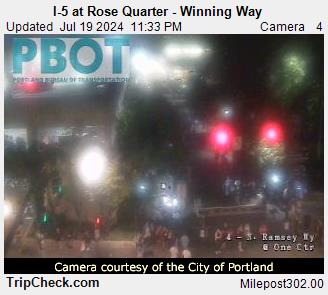 I-5 at Rose Quarter - Winning Way
Updated Jul 19 2024 11:33 PM Camera 4
PBOT
PORTLAND BUREAU OF TRANSPORTATION
4 - N. Ramsey Wy
@ One Ctr
Camera courtesy of the City of Portland
TripCheck.com Milepost302.00